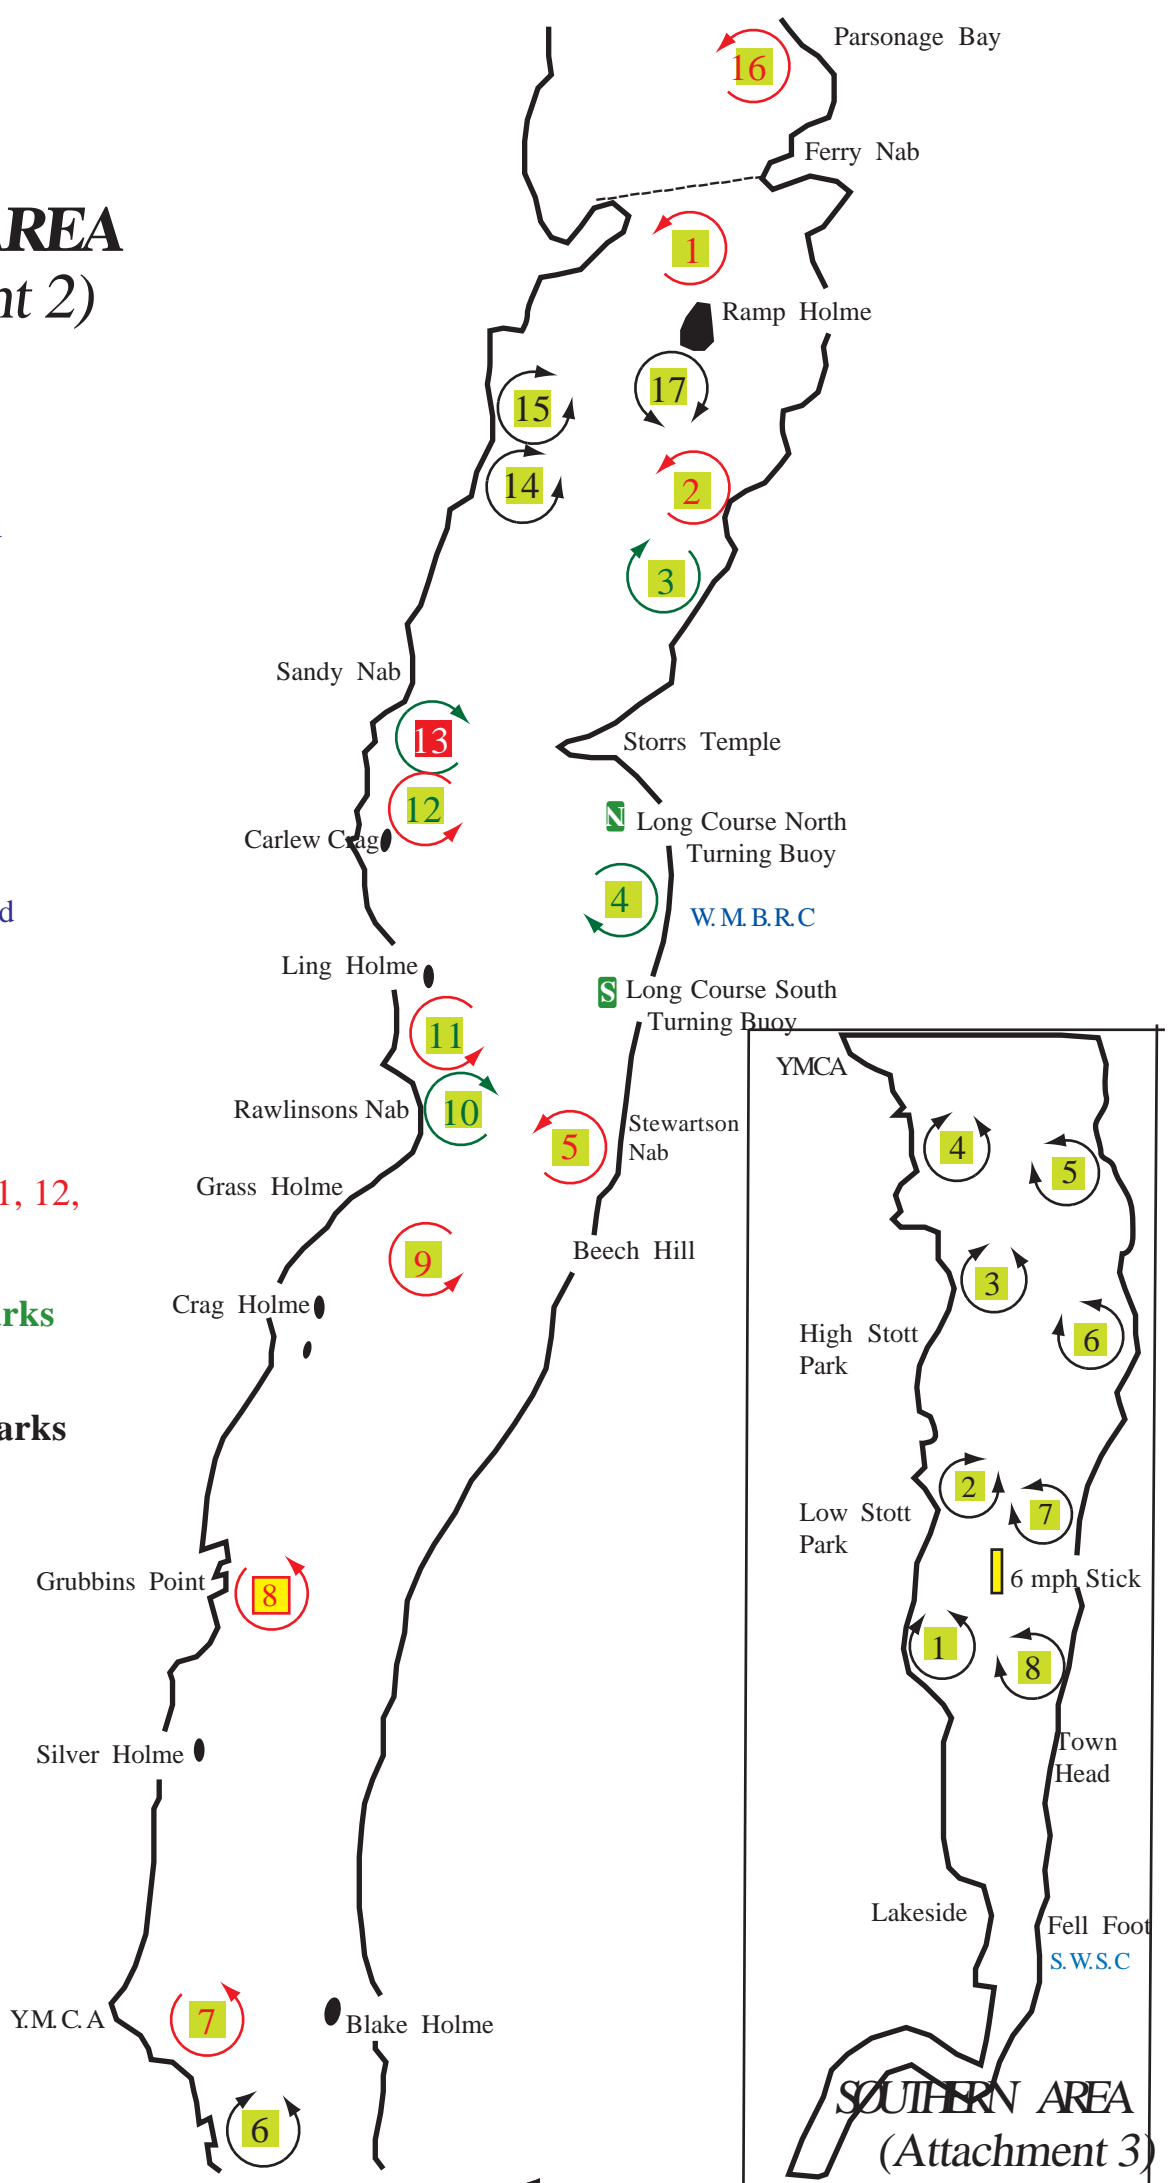 Parsonage Bay
16
Ferry Nab
AREA
nt 2)
1
Ramp Holme
17
15
14
2
3
Sandy Nab
13
Storrs Temple
12
N Long Course North
Turning Buoy
Carlew Crag
4
W.M.B.R.C
d
Ling Holme
S Long Course South
Turning Buoy
11
Rawlinsons Nab
10
5
Stewartson
Nab
1, 12,
Grass Holme
9
Beech Hill
Crag Holme
arks
arks
Grubbins Point
8
Silver Holme
Y.M.C.A
7
Blake Holme
6
YMCA
4
5
3
High Stott
Park
6
2
Low Stott
Park
7
6 mph Stick
1
8
Town
Head
Lakeside
Fell Foot
S.W.S.C
SOUTHERN AREA
(Attachment 3)